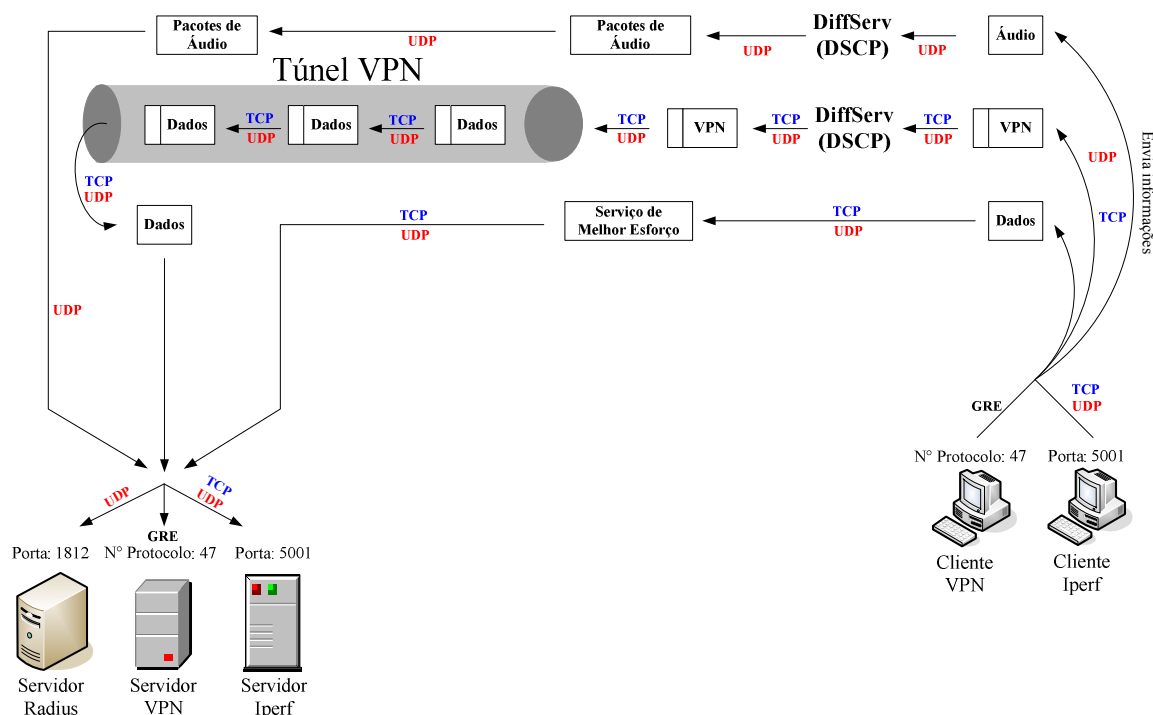 Pacotes de
Áudio
UDP
Pacotes de
Áudio
UDP
DiffServ
(DSCP)
UDP
Áudio
Túnel VPN
Dados
TCP
UDP
Dados
TCP
UDP
Dados
TCP
UDP
VPN
TCP
UDP
DiffServ
(DSCP)
TCP
UDP
VPN
UDP
TCP
Envia informações
TCP
UDP
Dados
TCP
UDP
Serviço de
Melhor Esforço
TCP
UDP
Dados
UDP
GRE
TCP
UDP
N° Protocolo: 47
Porta: 5001
Cliente
VPN
Cliente
Iperf
UDP
TCP
UDP
GRE
Porta: 1812
N° Protocolo: 47
Porta: 5001
Servidor
Radius
Servidor
VPN
Servidor
Iperf